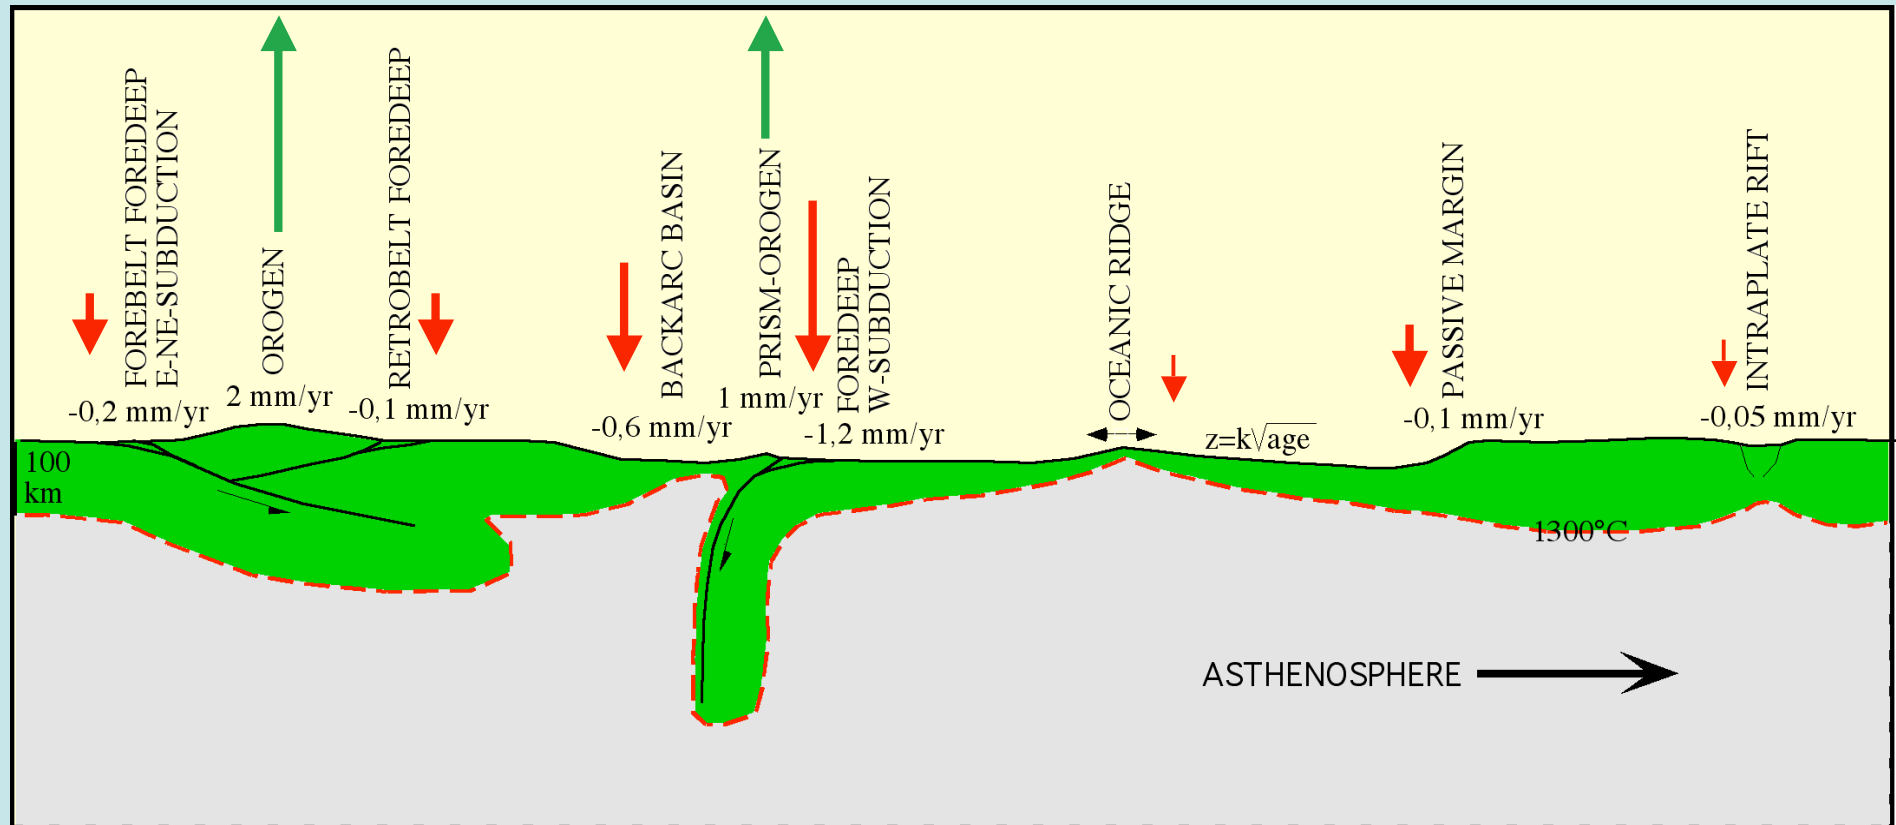 FOREBELT FOREDEEP
E-NE-SUBDUCTION
OROGEN
RETROBELT FOREDEEP
BACKARC BASIN
PRISM-OROGEN
FOREDEEP
W-SUBDUCTION
OCEANIC RIDGE
PASSIVE MARGIN
INTRAPLATE RIFT
-0,2 mm/yr
2 mm/yr
-0,1 mm/yr
-0,6 mm/yr
1 mm/yr
-1,2 mm/yr
z=k√age
-0,1 mm/yr
-0,05 mm/yr
100
km
1300°C
ASTHENOSPHERE